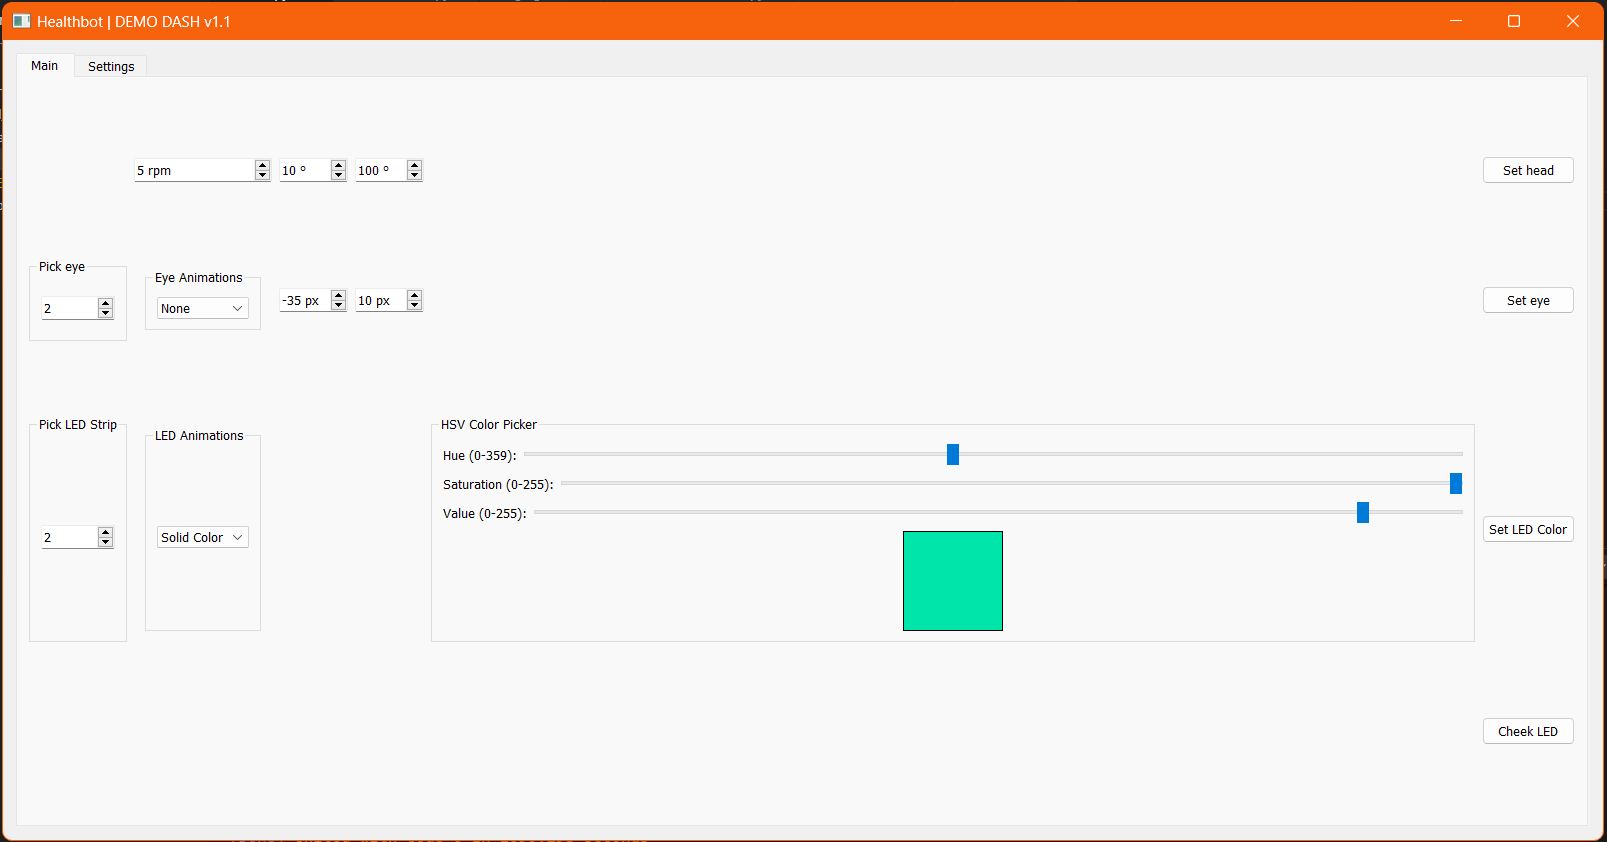 Healthbot | DEMO DASH v1.1
Main
Settings
5 rpm
10 °
100 °
Set head
Pick eye
2
Eye Animations
None
-35 px
10 px
Set eye
Pick LED Strip
2
LED Animations
Solid Color
HSV Color Picker
Hue (0-359):
Saturation (0-255):
Value (0-255):
Set LED Color
Cheek LED